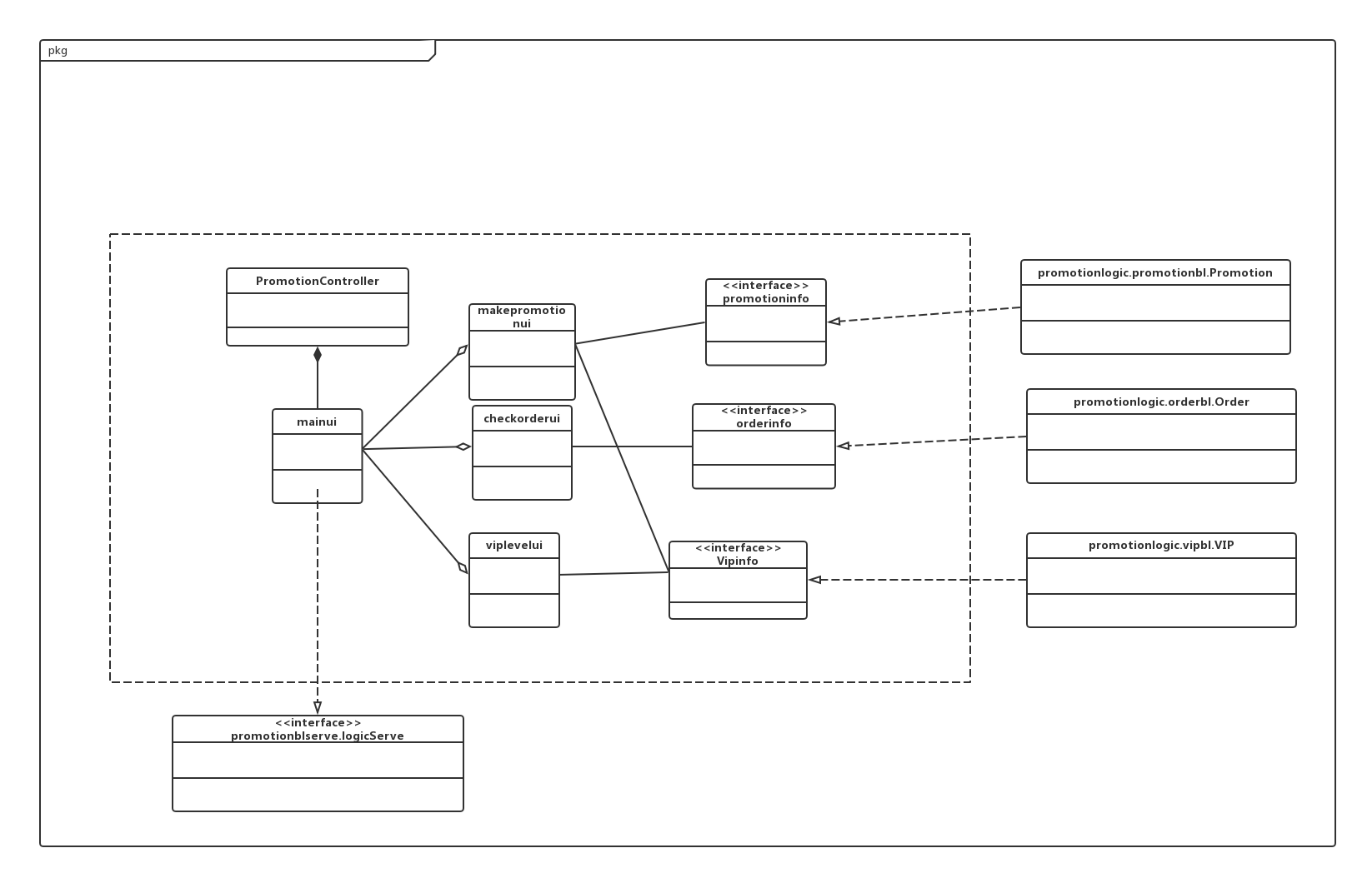 pkg
PromotionController
<<interface>>
promotioninfo
promotionlogic.promotionbl.Promotion
makepromotio
nui
mainui
checkorderui
<<interface>>
orderinfo
promotionlogic.orderbl.Order
viplevelui
<<interface>>
Vipinfo
promotionlogic.vipbl.VIP
<<interface>>
promotionblserve.logicServe